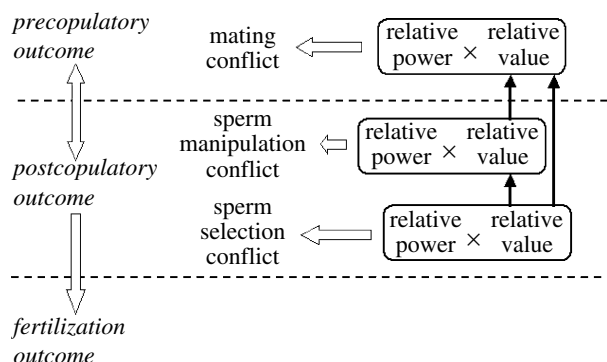 precopulatory
outcome
mating
conflict
relative relative
power × value
sperm
manipulation
conflict
relative relative
power × value
postcopulatory
outcome
sperm
selection
conflict
relative relative
power × value
fertilization
outcome